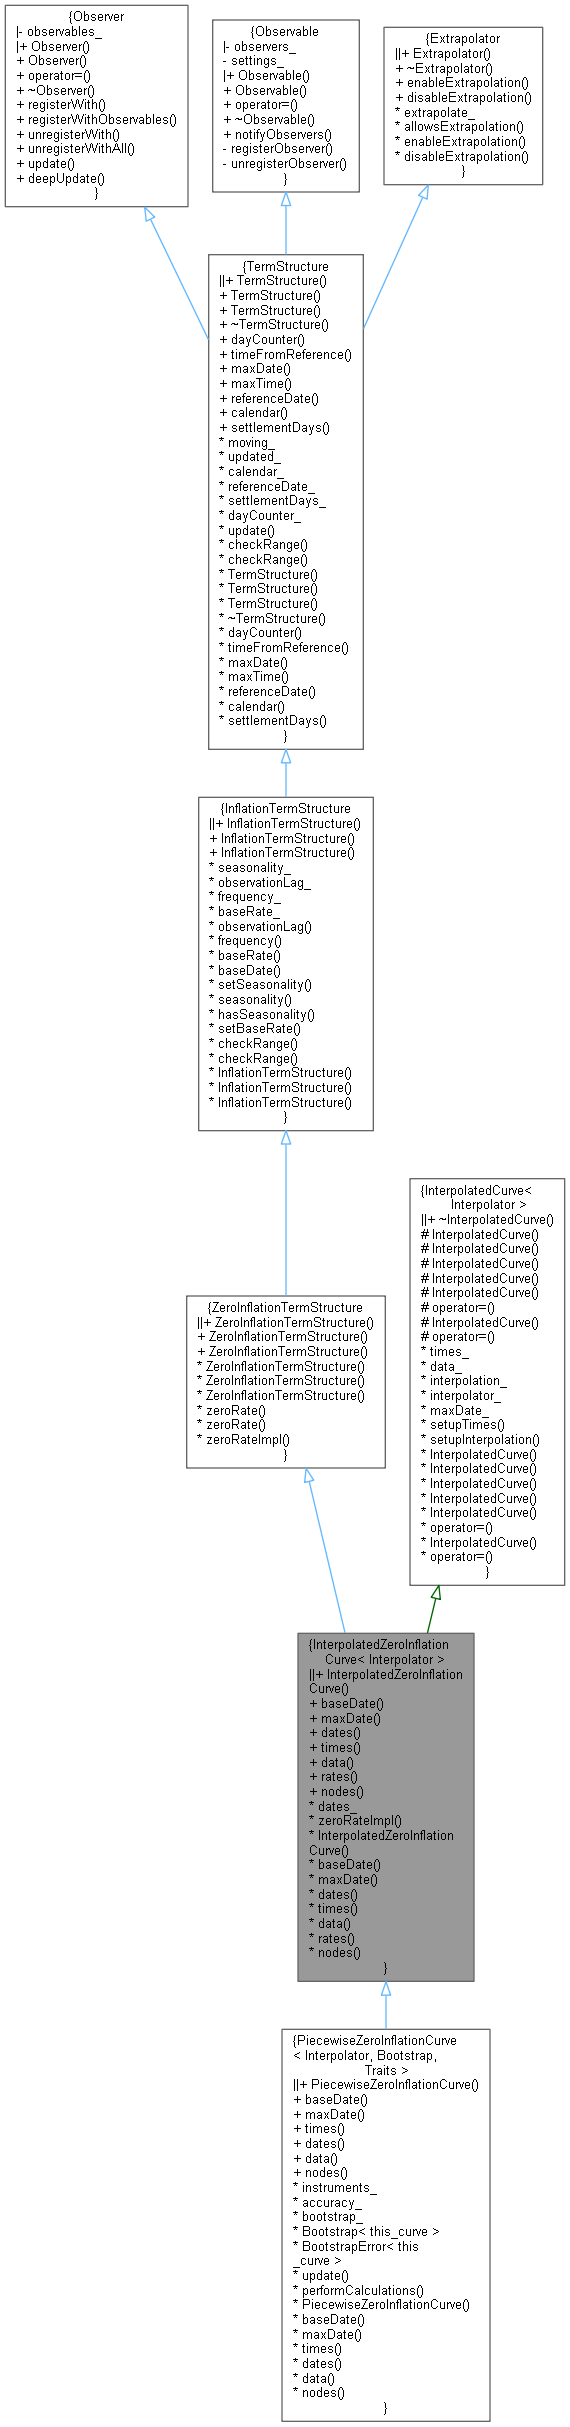 {Observer
|- observables_
|+ Observer()
+ Observer()
+ operator=()
+ ~Observer()
+ registerWith()
+ registerWithObservables()
+ unregisterWith()
+ unregisterWithAll()
+ update()
+ deepUpdate()
}
{Observable
|- observers_
- settings_
|+ Observable()
+ Observable()
+ operator=()
+ ~Observable()
+ notifyObservers()
- registerObserver()
- unregisterObserver()
}
{Extrapolator
||+ Extrapolator()
+ ~Extrapolator()
+ enableExtrapolation()
+ disableExtrapolation()
* extrapolate_
* allowsExtrapolation()
* enableExtrapolation()
* disableExtrapolation()
}
{TermStructure
||+ TermStructure()
+ TermStructure()
+ TermStructure()
+ ~TermStructure()
+ dayCounter()
+ timeFromReference()
+ maxDate()
+ maxTime()
+ referenceDate()
+ calendar()
+ settlementDays()
* moving_
* updated_
* calendar_
* referenceDate_
* settlementDays_
* dayCounter_
* update()
* checkRange()
* checkRange()
* TermStructure()
* TermStructure()
* TermStructure()
* ~TermStructure()
* dayCounter()
* timeFromReference()
* maxDate()
* maxTime()
* referenceDate()
* calendar()
* settlementDays()
}
{InflationTermStructure
||+ InflationTermStructure()
+ InflationTermStructure()
+ InflationTermStructure()
* seasonality_
* observationLag_
* frequency_
* baseRate_
* observationLag()
* frequency()
* baseRate()
* baseDate()
* setSeasonality()
* seasonality()
* hasSeasonality()
* setBaseRate()
* checkRange()
* checkRange()
* InflationTermStructure()
* InflationTermStructure()
* InflationTermStructure()
}
{InterpolatedCurve<
Interpolator >
||+ ~InterpolatedCurve()
# InterpolatedCurve()
# InterpolatedCurve()
# InterpolatedCurve()
# InterpolatedCurve()
# InterpolatedCurve()
# operator=()
# InterpolatedCurve()
# operator=()
* times_
* data_
* interpolation_
* interpolator_
* maxDate_
* setupTimes()
* setupInterpolation()
* InterpolatedCurve()
* InterpolatedCurve()
* InterpolatedCurve()
* InterpolatedCurve()
* InterpolatedCurve()
* operator=()
* InterpolatedCurve()
* operator=()
}
{ZeroInflationTermStructure
||+ ZeroInflationTermStructure()
+ ZeroInflationTermStructure()
+ ZeroInflationTermStructure()
* ZeroInflationTermStructure()
* ZeroInflationTermStructure()
* ZeroInflationTermStructure()
* zeroRate()
* zeroRate()
* zeroRateImpl()
}
{InterpolatedZeroInflation
Curve< Interpolator >
||+ InterpolatedZeroInflation
Curve()
+ baseDate()
+ maxDate()
+ dates()
+ times()
+ data()
+ rates()
+ nodes()
* dates_
* zeroRateImpl()
* InterpolatedZeroInflation
Curve()
* baseDate()
* maxDate()
* dates()
* times()
* data()
* rates()
* nodes()
}
{PiecewiseZeroInflationCurve
< Interpolator, Bootstrap,
Traits >
||+ PiecewiseZeroInflationCurve()
+ baseDate()
+ maxDate()
+ times()
+ dates()
+ data()
+ nodes()
* instruments_
* accuracy_
* bootstrap_
* Bootstrap< this_curve >
* BootstrapError< this
_curve >
* update()
* performCalculations()
* PiecewiseZeroInflationCurve()
* baseDate()
* maxDate()
* times()
* dates()
* data()
* nodes()
}